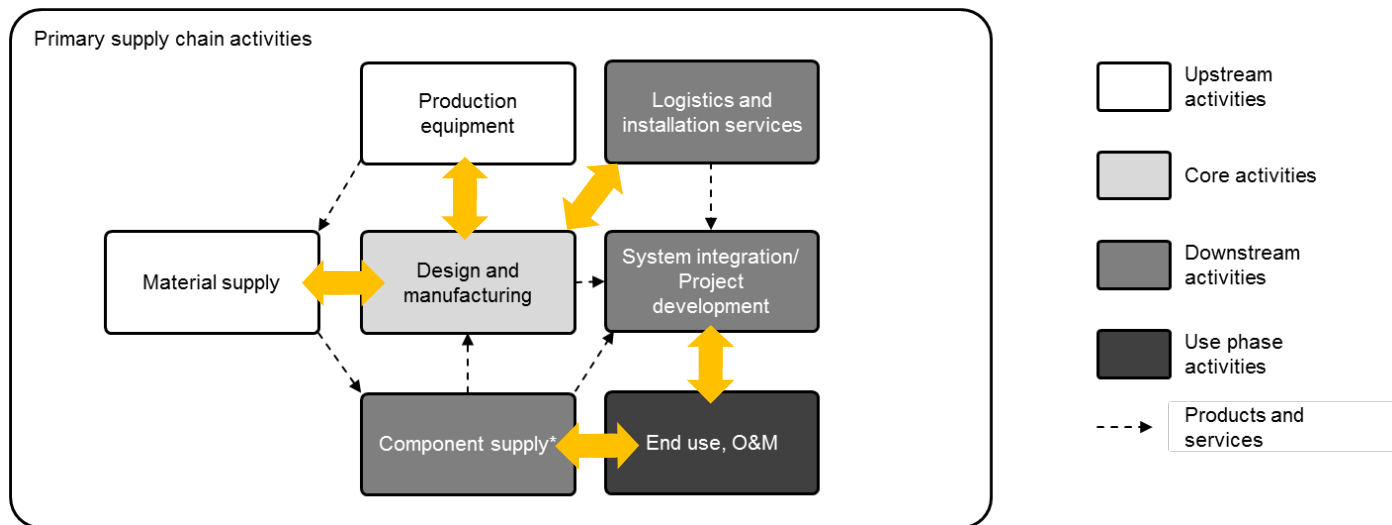 Primary supply chain activities
Production
equipment
Logistics and
installation services
Material supply
Design and
manufacturing
System integration/
Project
development
Component supply*
End use, O&M
Upstream
activities
Core activities
Downstream
activities
Use phase
activities
Products and
services